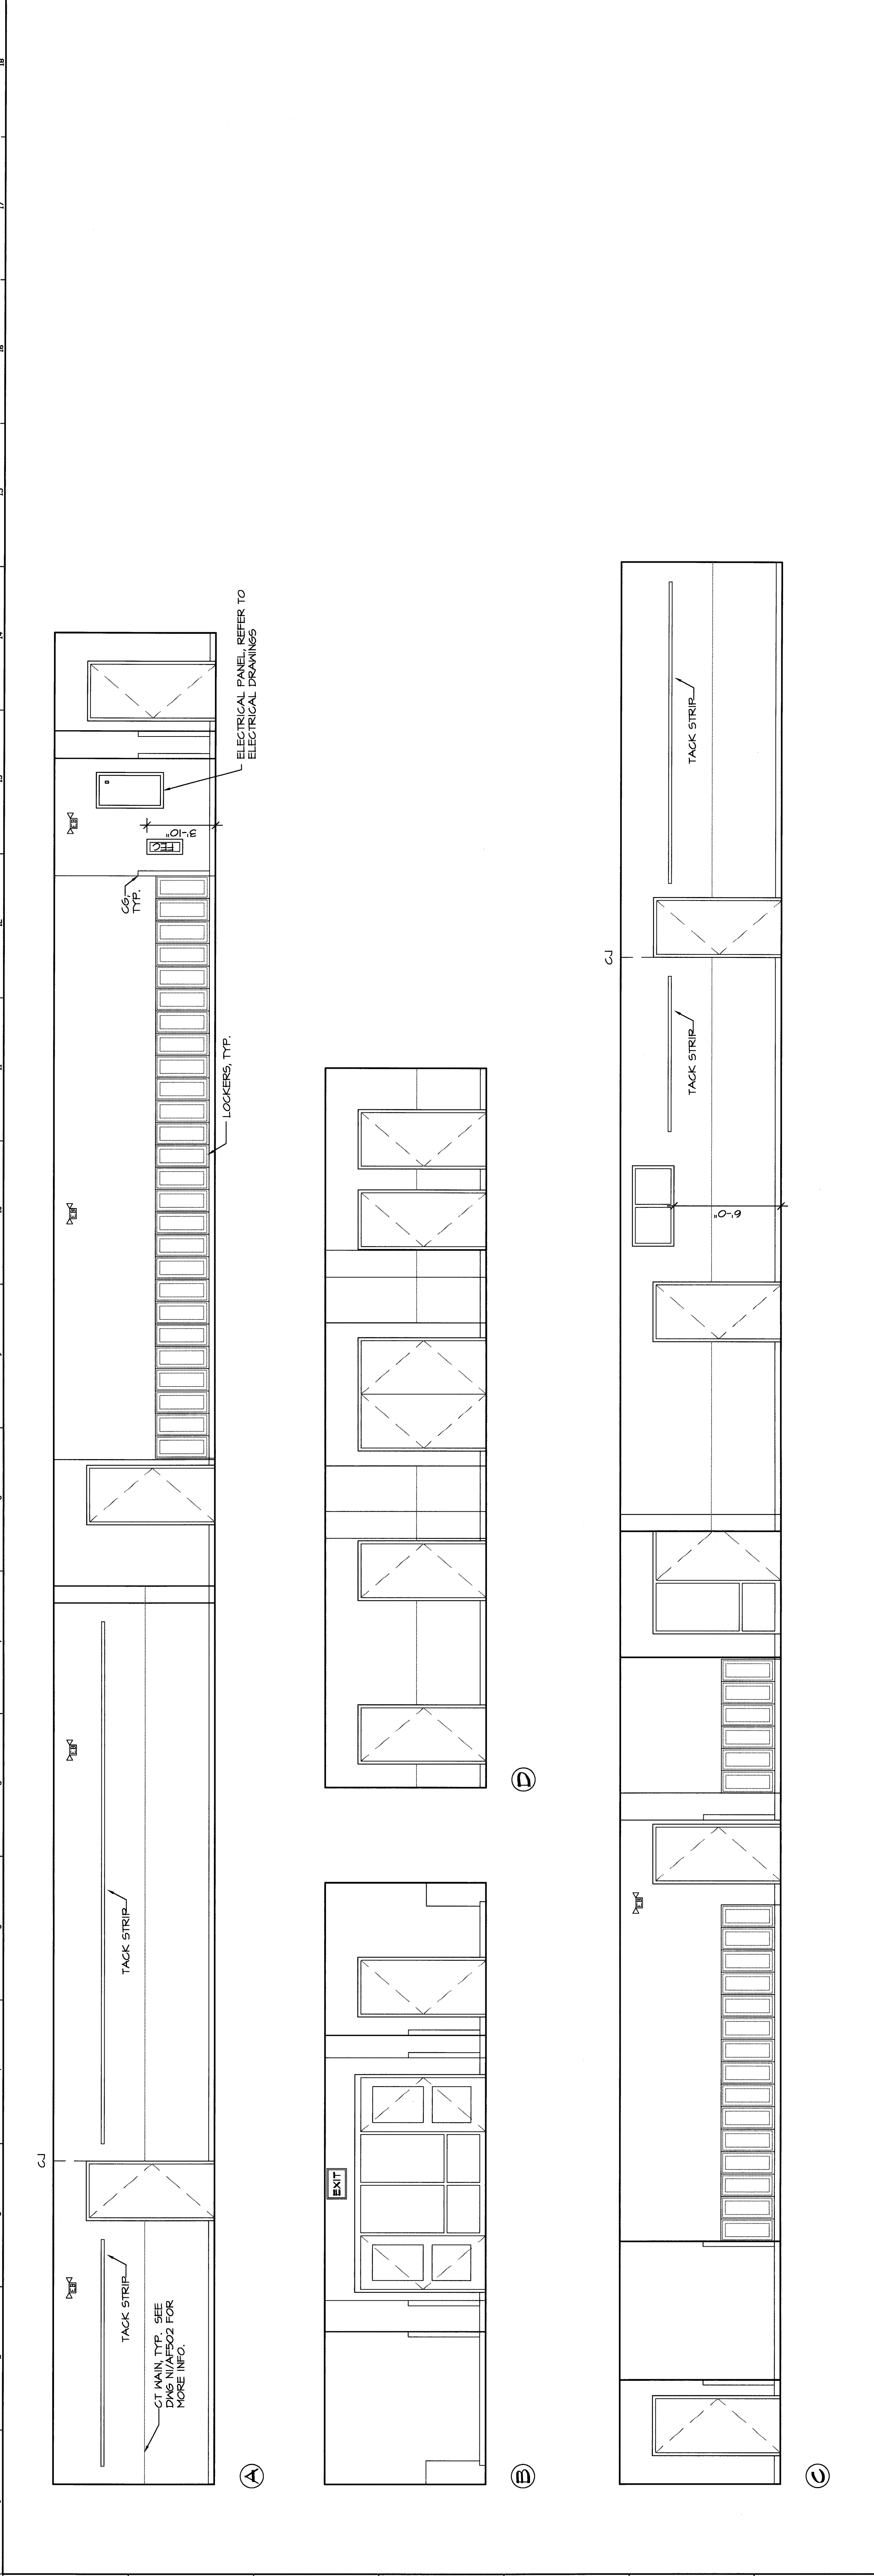 CJ
TACK STRIP
TACK STRIP
CT WAIN, TYP. SEE
DWG N1/AF502 FOR
MORE INFO.
LOCKERS, TYP.
CG,
TYP.
FEC
3'-10"
ELECTRICAL PANEL, REFER TO
ELECTRICAL DRAWINGS
A
EXIT
B
D
CJ
TACK STRIP
TACK STRIP
6'-0"
C